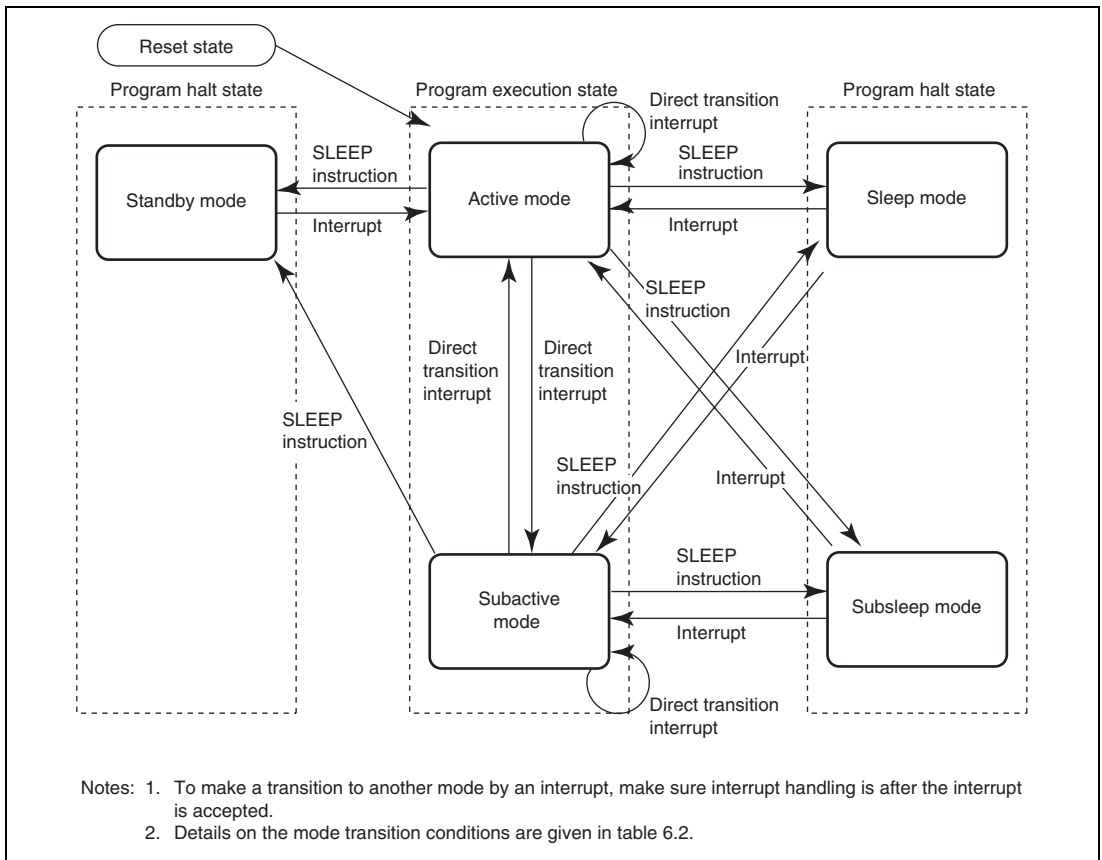 Reset state
Program halt state
Program execution state
Program halt state
Direct transition
interrupt
Standby mode
SLEEP
instruction
Interrupt
Active mode
SLEEP
instruction
Interrupt
Sleep mode
SLEEP
instruction
Direct
transition
interrupt
Direct
transition
interrupt
Interrupt
SLEEP
instruction
SLEEP
instruction
Interrupt
Subactive
mode
SLEEP
instruction
Interrupt
Subsleep mode
Direct transition
interrupt
Notes: 1. To make a transition to another mode by an interrupt, make sure interrupt handling is after the interrupt
is accepted.
2. Details on the mode transition conditions are given in table 6.2.